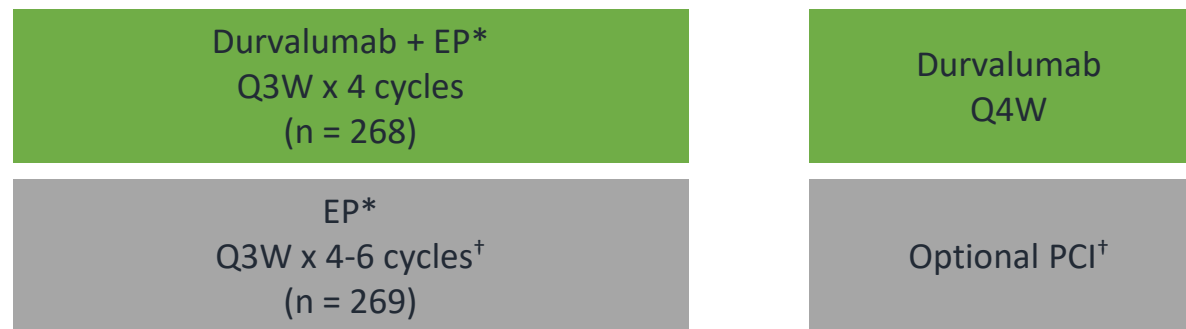 Durvalumab + EP*
Q3W x 4 cycles
(n = 268)
Durvalumab
Q4W
EP*
Q3W x 4-6 cycles†
(n = 269)
Optional PCI†